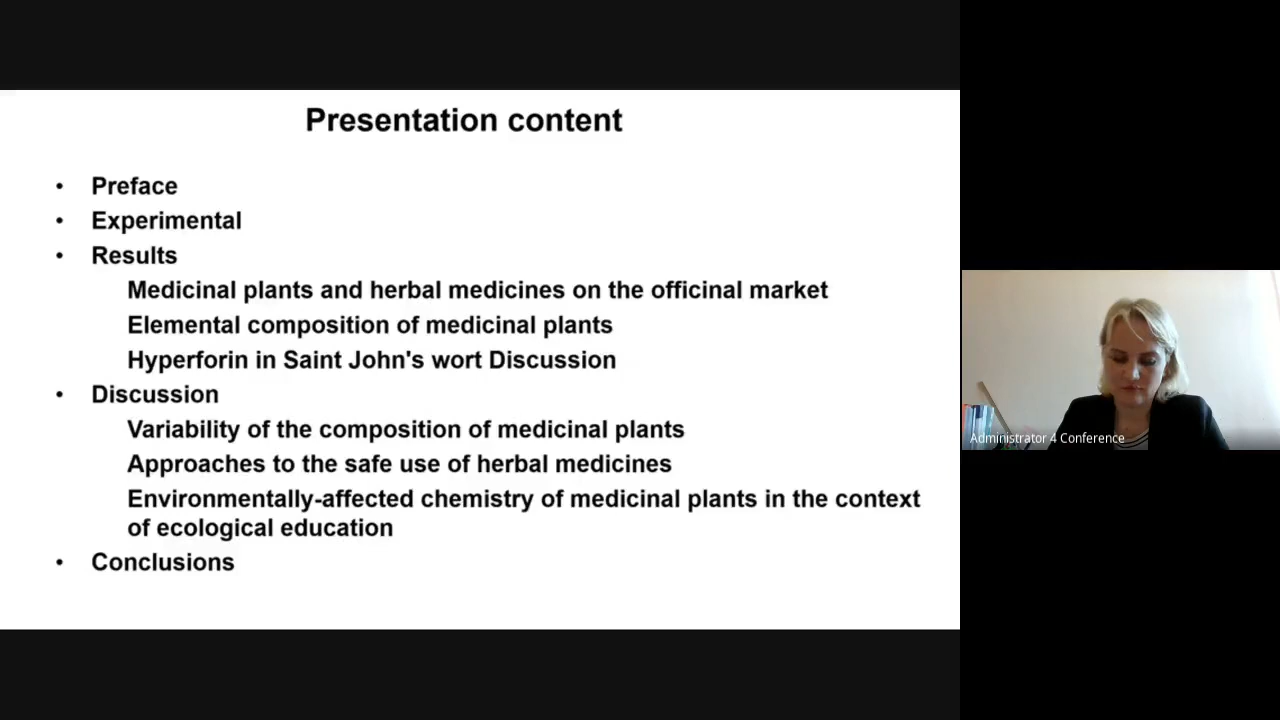 Presentation content
• Preface
• Experimental
• Results
Medicinal plants and herbal medicines on the officinal market
Elemental composition of medicinal plants
Hyperforin in Saint John's wort Discussion
• Discussion
Variability of the composition of medicinal plants
Approaches to the safe use of herbal medicines
Environmentally-affected chemistry of medicinal plants in the context
of ecological education
• Conclusions
Administrator 4 Conference